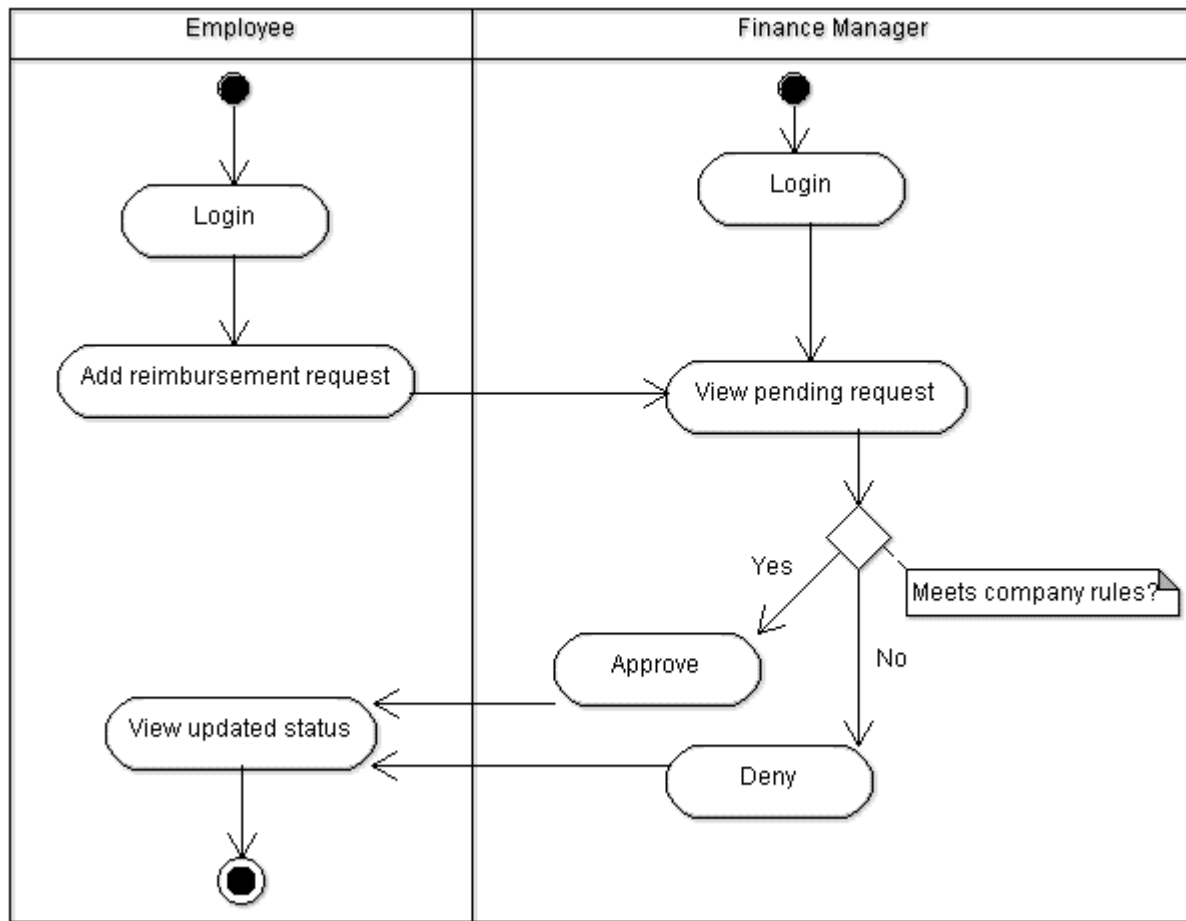 Employee
Finance Manager
Login
Login
Add reimbursement request
View pending request
Yes
Meets company rules?
No
Approve
View updated status
Deny